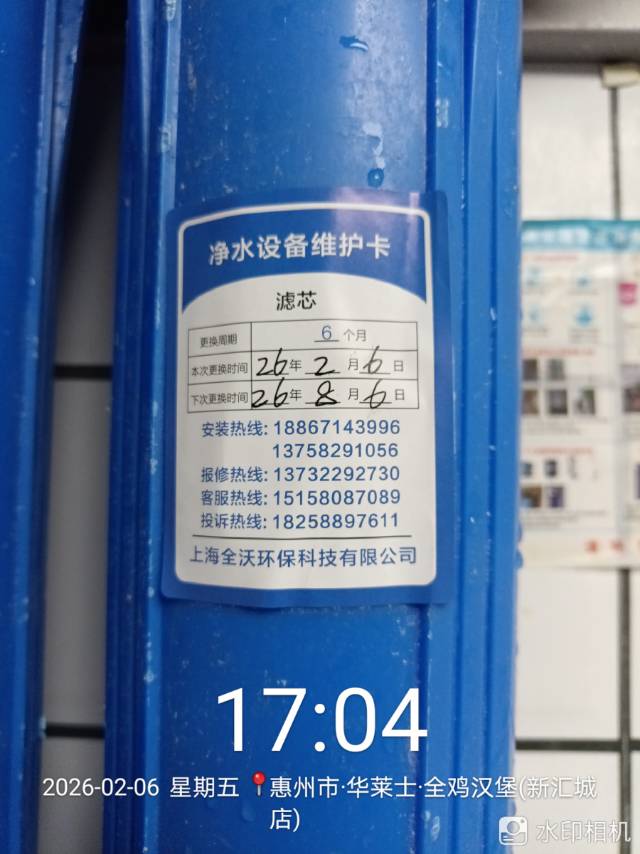 净水设备维护卡
滤芯
更换周期 6 个月
本次更换时间 26年 2 月 6 日
下次更换时间 26年 8 月 6 日
安装热线: 18867143996
13758291056
报修热线: 13732292730
客服热线: 15158087089
投诉热线: 18258897611
上海全沃环保科技有限公司
17:04
2026-02-06 星期五 📍惠州市·华莱士·全鸡汉堡(新汇城
店)
水印相机